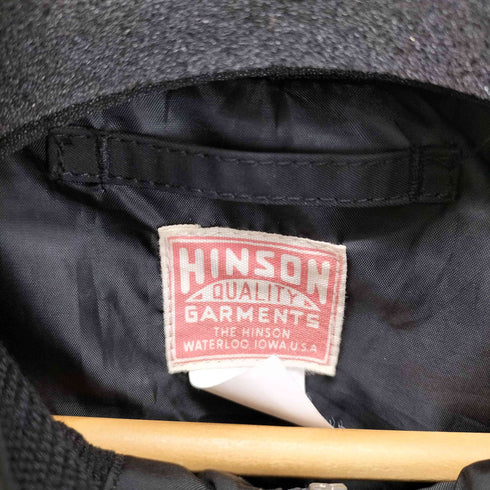 HINSON
QUALITY
GARMENTS
THE HINSON
WATERLOO, IOWA, U.S.A